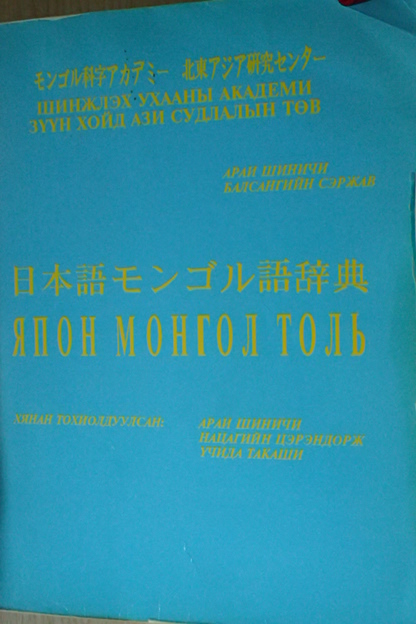 モンゴル科学アカデミー 北東アジア研究センター
ШИНЖЛЭХ УХААНЫ АКАДЕМИ
ЗҮҮН ХОЙД АЗИ СУДЛАЛЫН ТӨВ
АРАИ ШИНИЧИ
БАЛСАНГИЙН СЭРЖАВ
日本語モンゴル語辞典
ЯПОН МОНГОЛ ТОЛЬ
ХЯНАН ТОХИОЛДУУЛСАН:
АРАИ ШИНИЧИ
НАЦАГИЙН ЦЭРЭНДОРЖ
УЧИДА ТАКАШИ